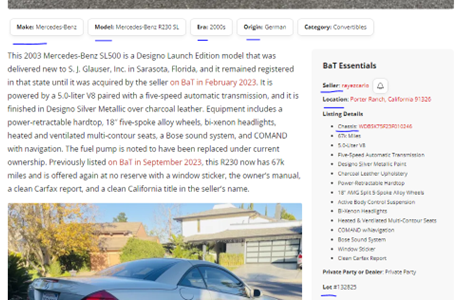 Make: Mercedes-Benz
Model: Mercedes-Benz R230 SL
Era: 2000s
Origin: German
Category: Convertibles
This 2003 Mercedes-Benz SL500 is a Designo Launch Edition model that was
delivered new to S. J. Glauser, Inc. in Sarasota, Florida, and it remained registered
in that state until it was acquired by the seller on BaT in February 2023. It is
powered by a 5.0-liter V8 paired with a five-speed automatic transmission, and it is
finished in Designo Silver Metallic over charcoal leather. Equipment includes a
power-retractable hardtop, 18" five-spoke alloy wheels, bi-xenon headlights,
heated and ventilated multi-contour seats, a Bose sound system, and COMAND
with navigation. The fuel pump is noted to have been replaced under current
ownership. Previously listed on BaT in September 2023, this R230 now has 67k
miles and is offered again at no reserve with a window sticker, the owner's manual,
a clean Carfax report, and a clean California title in the seller's name.
BaT Essentials
Seller:
Location: Porter Ranch, California 91326
Listing Details
Chassis:
67k Miles
5.0-Liter V8
Five-Speed Automatic Transmission
Designo Silver Metallic Paint
Charcoal Leather Upholstery
Power-Retractable Hardtop
18" AMG Split 5-Spoke Alloy Wheels
Active Body Control Suspension
Bi-Xenon Headlights
Heated & Ventilated Multi-Contour Seats
COMAND w/Navigation
Bose Sound System
Window Sticker
Clean Carfax Report
Private Party or Dealer: Private Party
Lot #132825